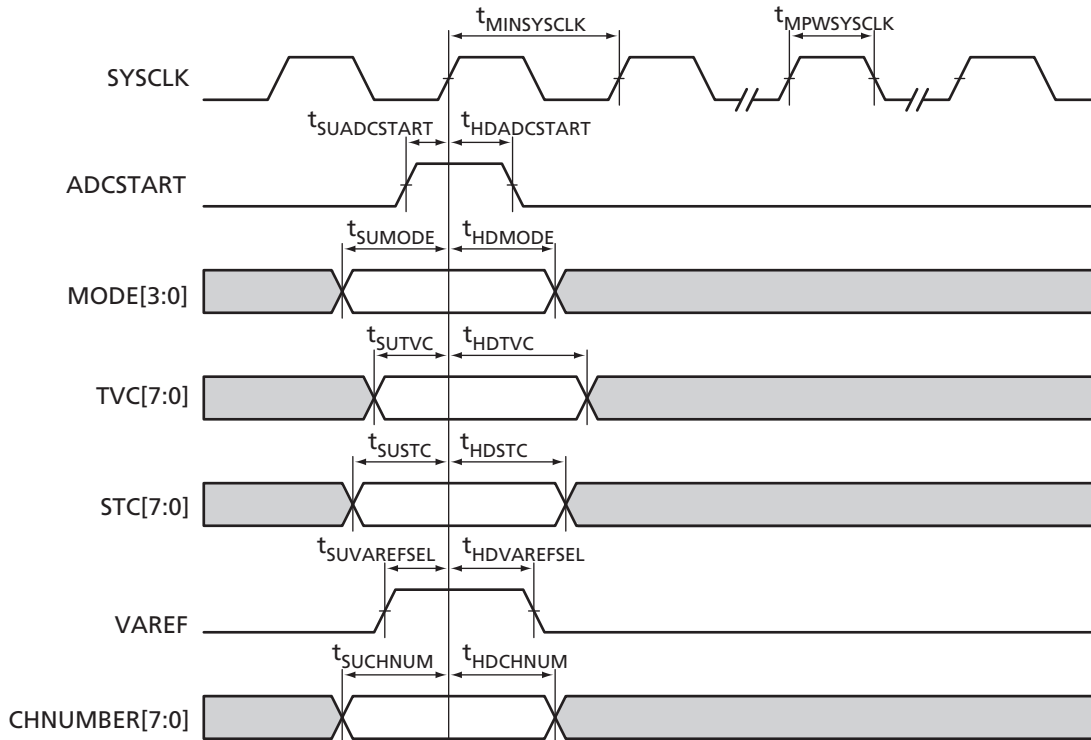 tMINSYSCLK
tMPWSYSCLK
SYSCLK
tSUADCSTART
tHDADCSTART
ADCSTART
tSUMODE
tHDMODE
MODE[3:0]
tSUTVC
tHDTVC
TVC[7:0]
tSUSTC
tHDSTC
STC[7:0]
tSUVAREFSEL
tHDVAREFSEL
VAREF
tSUCHNUM
tHDCHNUM
CHNUMBER[7:0]